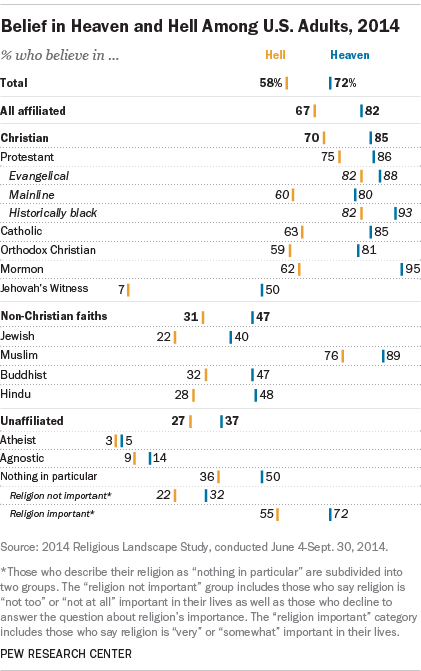 Belief in Heaven and Hell Among U.S. Adults, 2014
% who believe in ... Hell Heaven
Total 58% 72%
All affiliated 67 82
Christian 70 85
Protestant 75 86
Evangelical 82 88
Mainline 60 80
Historically black 82 93
Catholic 63 85
Orthodox Christian 59 81
Mormon 62 95
Jehovah's Witness 7 50
Non-Christian faiths 31 47
Jewish 22 40
Muslim 76 89
Buddhist 32 47
Hindu 28 48
Unaffiliated 27 37
Atheist 3 5
Agnostic 9 14
Nothing in particular 36 50
Religion not important* 22 32
Religion important* 55 72
Source: 2014 Religious Landscape Study, conducted June 4-Sept. 30, 2014.
*Those who describe their religion as “nothing in particular” are subdivided into
two groups. The “religion not important” group includes those who say religion is
“not too” or “not at all” important in their lives as well as those who decline to
answer the question about religion's importance. The “religion important” category
includes those who say religion is “very” or “somewhat” important in their lives.
PEW RESEARCH CENTER